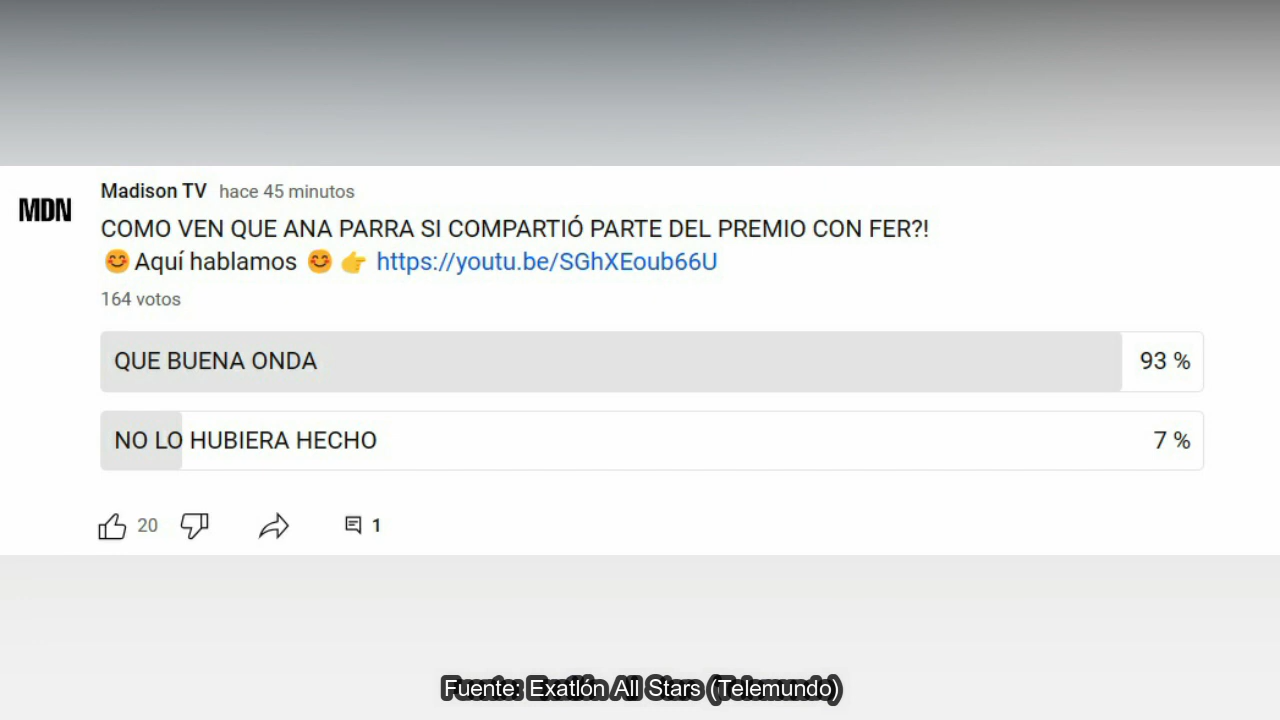 MDN
Madison TV hace 45 minutos
COMO VEN QUE ANA PARRA SI COMPARTIÓ PARTE DEL PREMIO CON FER?!
😊Aquí hablamos 😊 👉 https://youtu.be/SGhXEoub66U
164 votos
QUE BUENA ONDA 93 %
NO LO HUBIERA HECHO 7 %
20 1
Fuente: Exatlón All Stars (Telemundo)